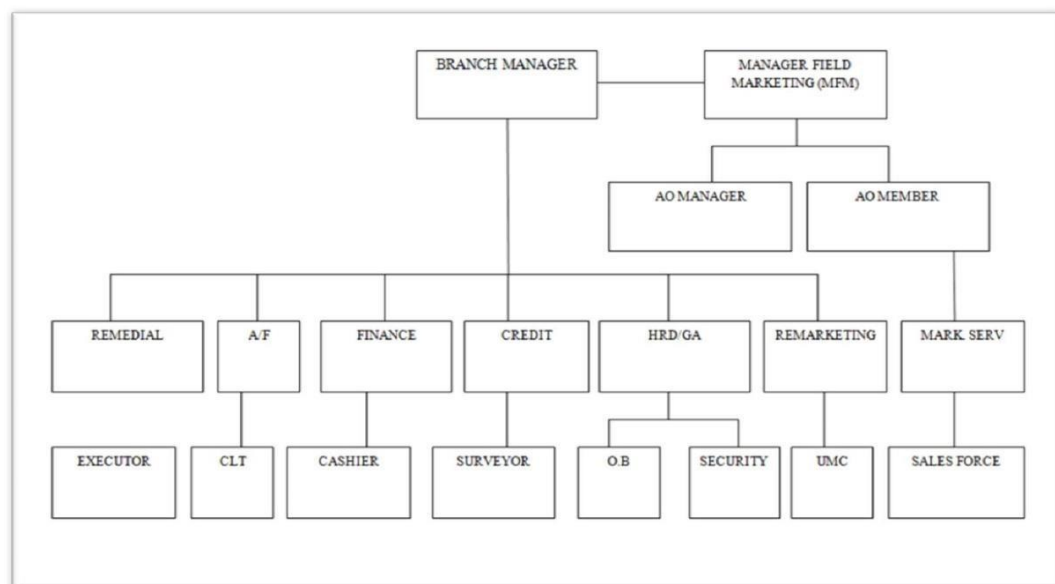 BRANCH MANAGER
MANAGER FIELD
MARKETING (MFM)
AO MANAGER
AO MEMBER
REMEDIAL
A/F
FINANCE
CREDIT
HRD/GA
REMARKETING
MARK. SERV
EXECUTOR
CLT
CASHIER
SURVEYOR
O.B
SECURITY
UMC
SALES FORCE